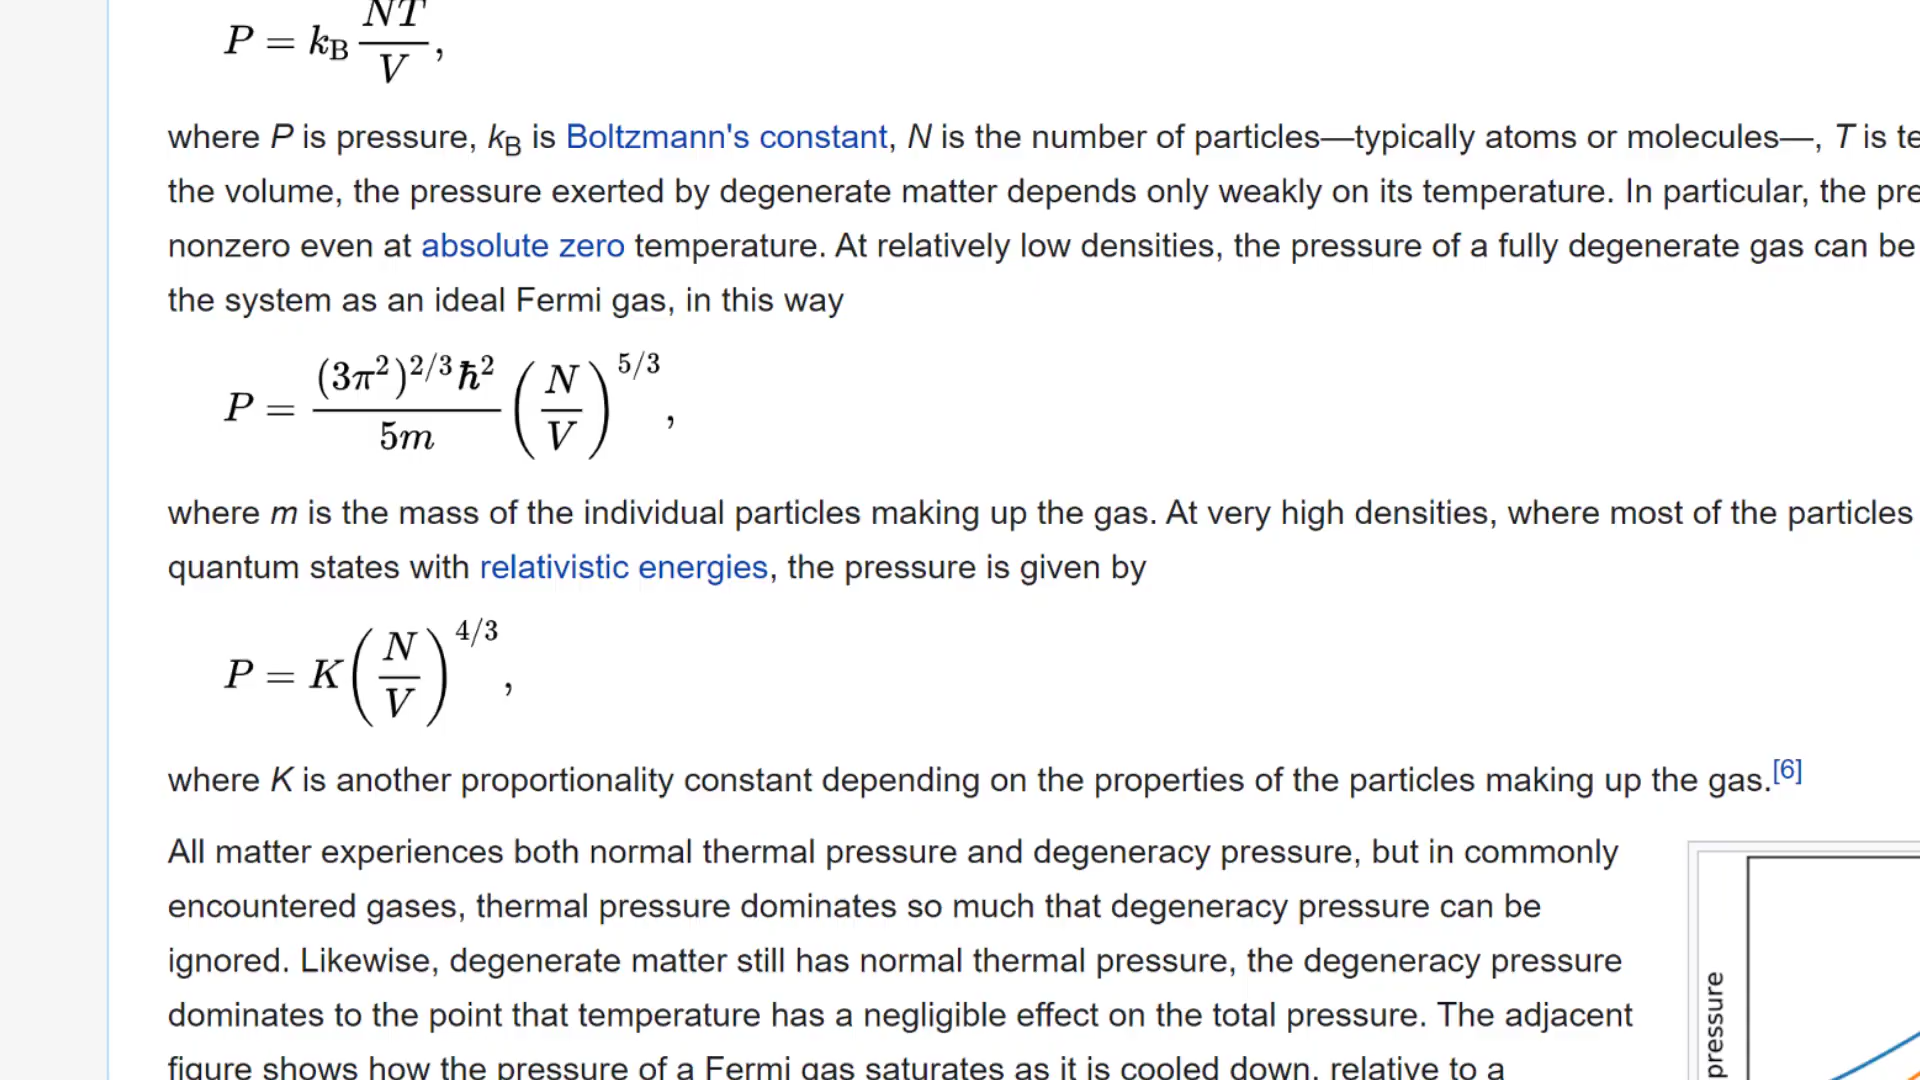 P = k_B NT/V,
where P is pressure, k_B is Boltzmann's constant, N is the number of particles—typically atoms or molecules—, T is
the volume, the pressure exerted by degenerate matter depends only weakly on its temperature. In particular, the
nonzero even at absolute zero temperature. At relatively low densities, the pressure of a fully degenerate gas can be
the system as an ideal Fermi gas, in this way
P = (3π²)^{2/3} ħ² / 5m (N/V)^{5/3},
where m is the mass of the individual particles making up the gas. At very high densities, where most of the particles
quantum states with relativistic energies, the pressure is given by
P = K (N/V)^{4/3},
where K is another proportionality constant depending on the properties of the particles making up the gas.[6]
All matter experiences both normal thermal pressure and degeneracy pressure, but in commonly
encountered gases, thermal pressure dominates so much that degeneracy pressure can be
ignored. Likewise, degenerate matter still has normal thermal pressure, the degeneracy pressure
dominates to the point that temperature has a negligible effect on the total pressure. The adjacent
figure shows how the pressure of a Fermi gas saturates as it is cooled down, relative to a
pressure